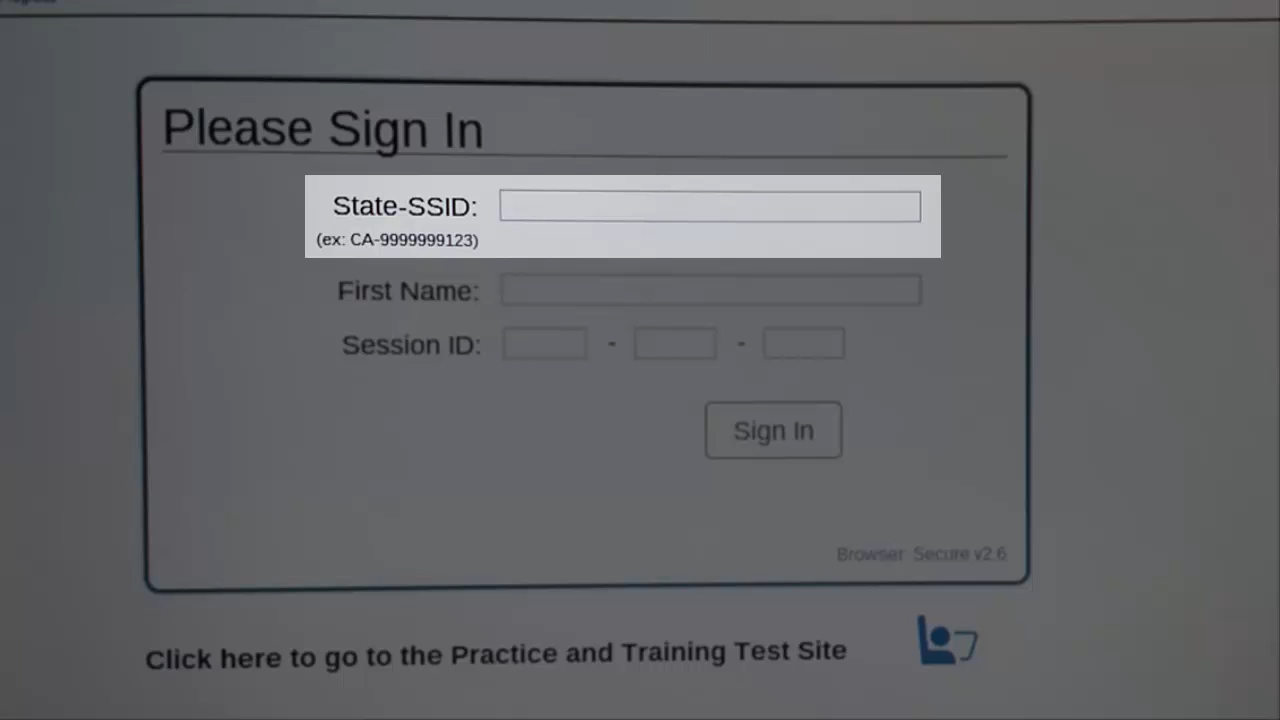 Please Sign In
State-SSID:
(ex: CA-9999999123)
First Name:
Session ID:
-
-
Sign In
Browser: Secure v2.6
Click here to go to the Practice and Training Test Site